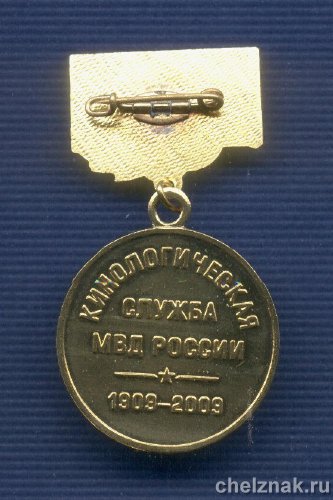 КИНОЛОГИЧЕСКАЯ
СЛУЖБА
МВД РОССИИ
1909-2009
chelznak.ru